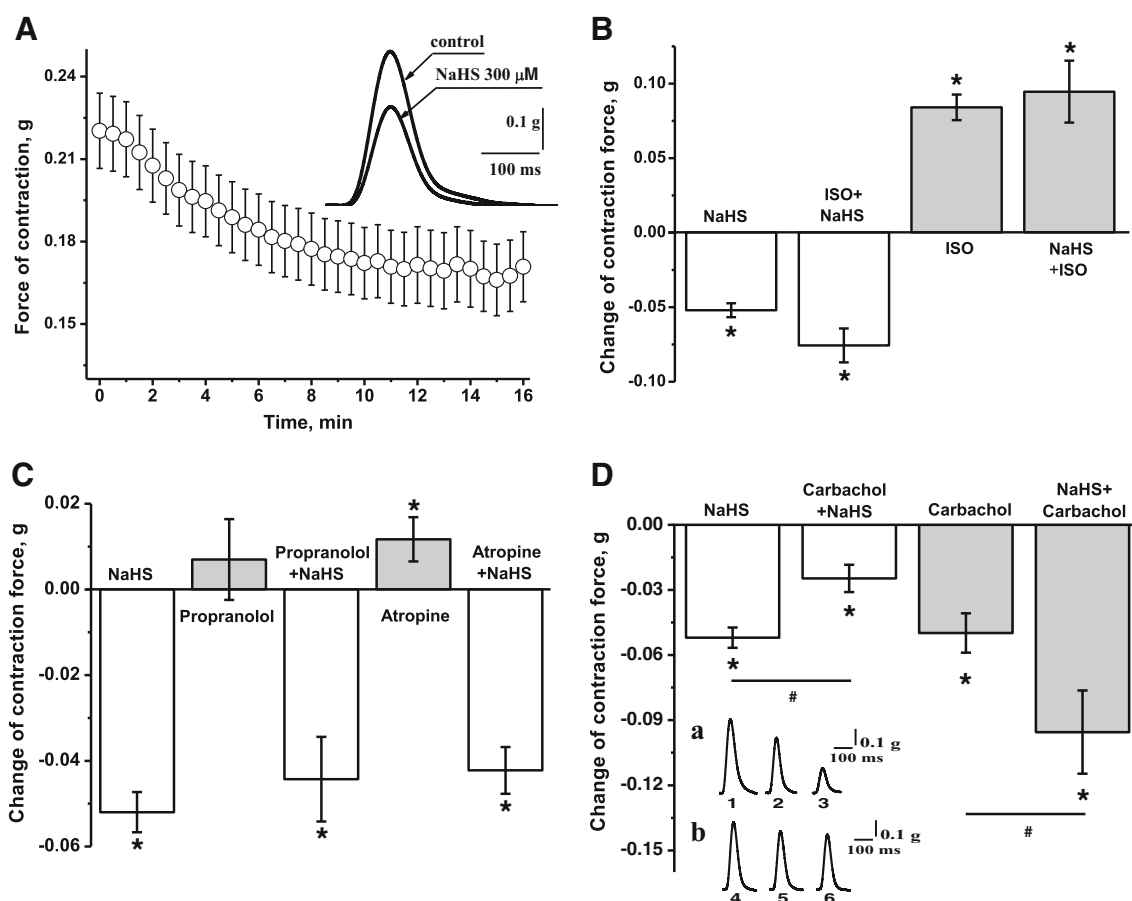 A
Force of contraction, g
0.24
0.21
0.18
0.15
0 2 4 6 8 10 12 14 16
Time, min
control
NaHS 300 µM
0.1 g
100 ms
B
Change of contraction force, g
0.10
0.05
0.00
-0.05
-0.10
NaHS
*
ISO+
NaHS
*
*
ISO
*
NaHS
+ISO
C
Change of contraction force, g
0.02
0.00
-0.02
-0.04
-0.06
NaHS
*
Propranolol
Propranolol
+NaHS
*
*
Atropine
Atropine
+NaHS
*
D
Change of contraction force, g
0.00
-0.03
-0.06
-0.09
-0.12
-0.15
NaHS
*
Carbachol
+NaHS
*
#
Carbachol
*
NaHS+
Carbachol
*
#
a
1 2 3
0.1 g
100 ms
b
4 5 6
0.1 g
100 ms